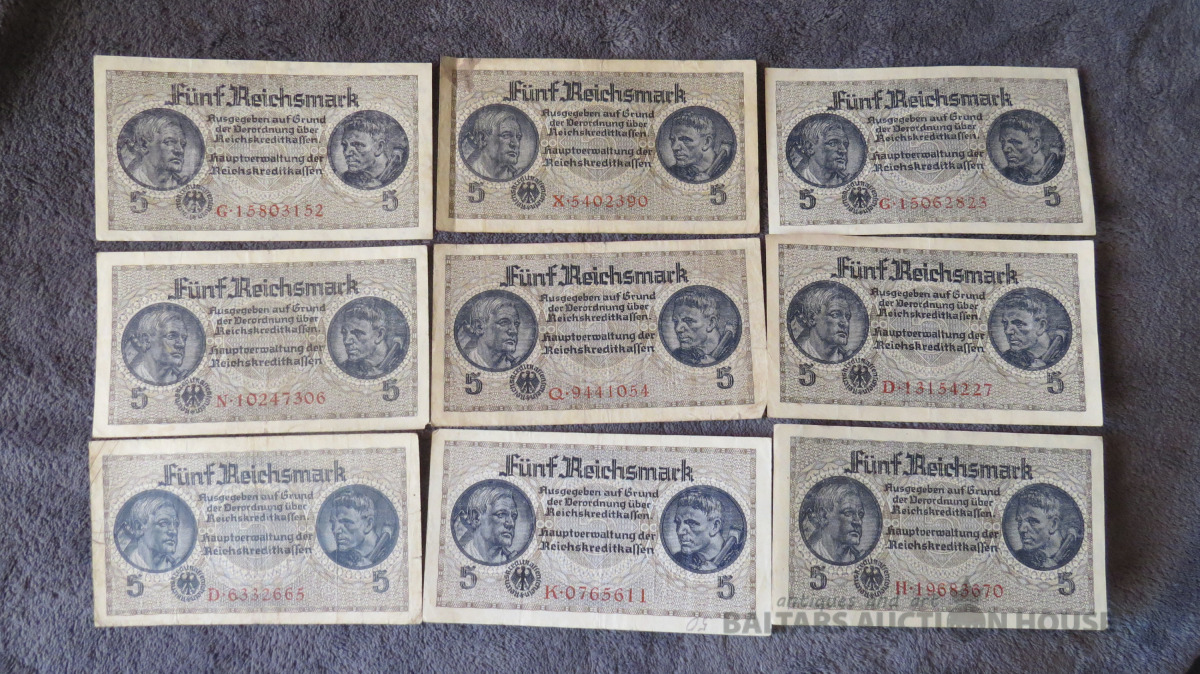 Fünf Reichsmark
Ausgegeben auf Grund
der Verordnung über
Reichskreditkassen.
Hauptverwaltung der
Reichskreditkassen
5 5
G·15803152
Fünf Reichsmark
Ausgegeben auf Grund
der Verordnung über
Reichskreditkassen.
Hauptverwaltung der
Reichskreditkassen
5 5
X·5402390
Fünf Reichsmark
Ausgegeben auf Grund
der Verordnung über
Reichskreditkassen.
Hauptverwaltung der
Reichskreditkassen
5 5
G·15062823
Fünf Reichsmark
Ausgegeben auf Grund
der Verordnung über
Reichskreditkassen.
Hauptverwaltung der
Reichskreditkassen
5 5
N·10247306
Fünf Reichsmark
Ausgegeben auf Grund
der Verordnung über
Reichskreditkassen.
Hauptverwaltung der
Reichskreditkassen
5 5
Q·9441054
Fünf Reichsmark
Ausgegeben auf Grund
der Verordnung über
Reichskreditkassen.
Hauptverwaltung der
Reichskreditkassen
5 5
D·13154227
Fünf Reichsmark
Ausgegeben auf Grund
der Verordnung über
Reichskreditkassen.
Hauptverwaltung der
Reichskreditkassen
5 5
D·6332665
Fünf Reichsmark
Ausgegeben auf Grund
der Verordnung über
Reichskreditkassen.
Hauptverwaltung der
Reichskreditkassen
5 5
K·0765611
Fünf Reichsmark
Ausgegeben auf Grund
der Verordnung über
Reichskreditkassen.
Hauptverwaltung der
Reichskreditkassen
5 5
H·19683670
antiques and art
BALTARS AUCTION HOUSE